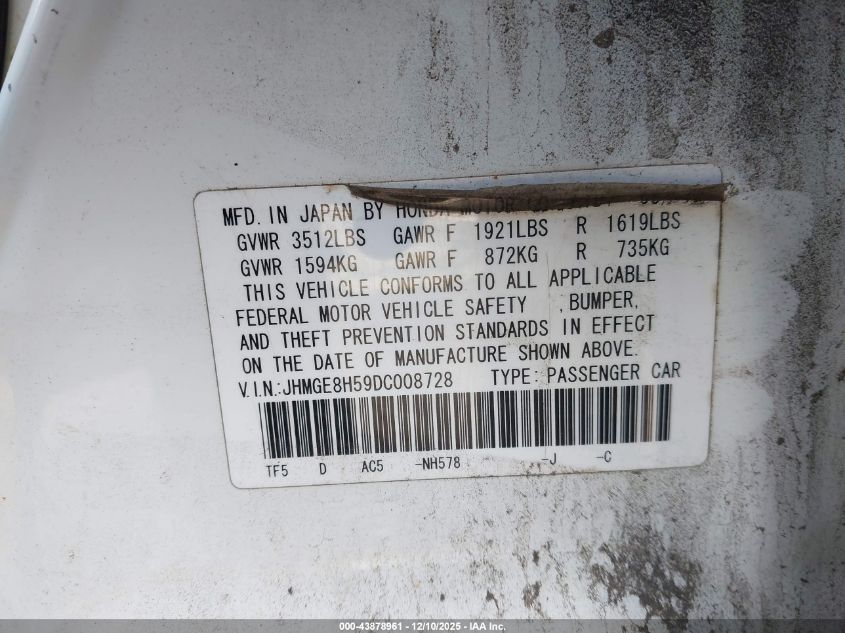 MFD. IN JAPAN BY HONDA MOTOR
GVWR 3512LBS GAWR F 1921LBS R 1619LBS
GVWR 1594KG GAWR F 872KG R 735KG
THIS VEHICLE CONFORMS TO ALL APPLICABLE
FEDERAL MOTOR VEHICLE SAFETY , BUMPER,
AND THEFT PREVENTION STANDARDS IN EFFECT
ON THE DATE OF MANUFACTURE SHOWN ABOVE.
V.I.N.:JHMGE8H59DC008728 TYPE: PASSENGER CAR
TF5 D AC5 -NH578 -J -C
000-43878961 - 12/10/2025 - IAA Inc.